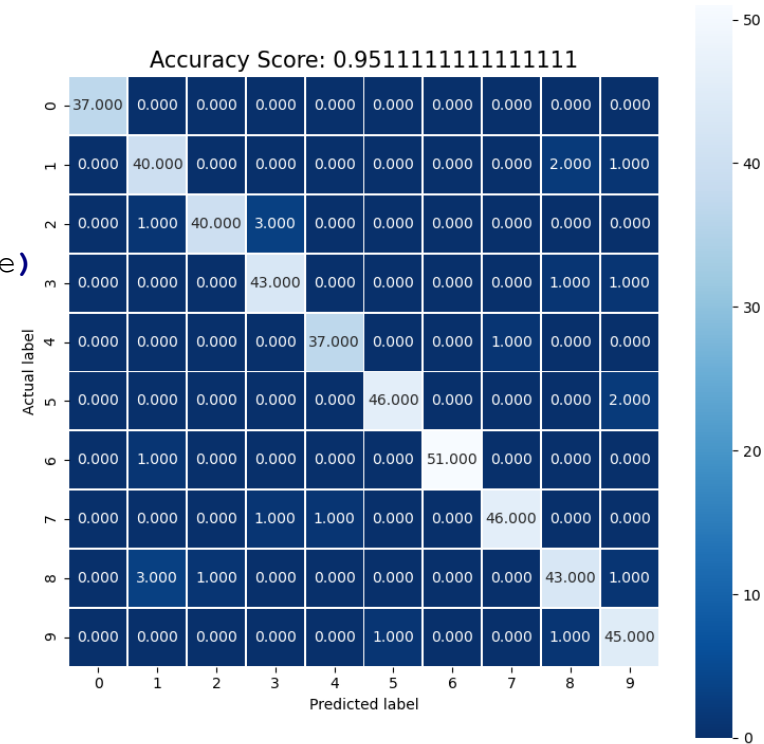 Accuracy Score: 0.9511111111111111
0 37.000 0.000 0.000 0.000 0.000 0.000 0.000 0.000 0.000 0.000
1 0.000 40.000 0.000 0.000 0.000 0.000 0.000 0.000 2.000 1.000
2 0.000 1.000 40.000 3.000 0.000 0.000 0.000 0.000 0.000 0.000
e)
3 0.000 0.000 0.000 43.000 0.000 0.000 0.000 0.000 1.000 1.000
4 0.000 0.000 0.000 0.000 37.000 0.000 0.000 1.000 0.000 0.000
5 0.000 0.000 0.000 0.000 0.000 46.000 0.000 0.000 0.000 2.000
6 0.000 1.000 0.000 0.000 0.000 0.000 51.000 0.000 0.000 0.000
7 0.000 0.000 0.000 1.000 1.000 0.000 0.000 46.000 0.000 0.000
8 0.000 3.000 1.000 0.000 0.000 0.000 0.000 0.000 43.000 1.000
9 0.000 0.000 0.000 0.000 0.000 1.000 0.000 0.000 1.000 45.000
0 1 2 3 4 5 6 7 8 9
Predicted label
Actual label
50
40
30
20
10
0